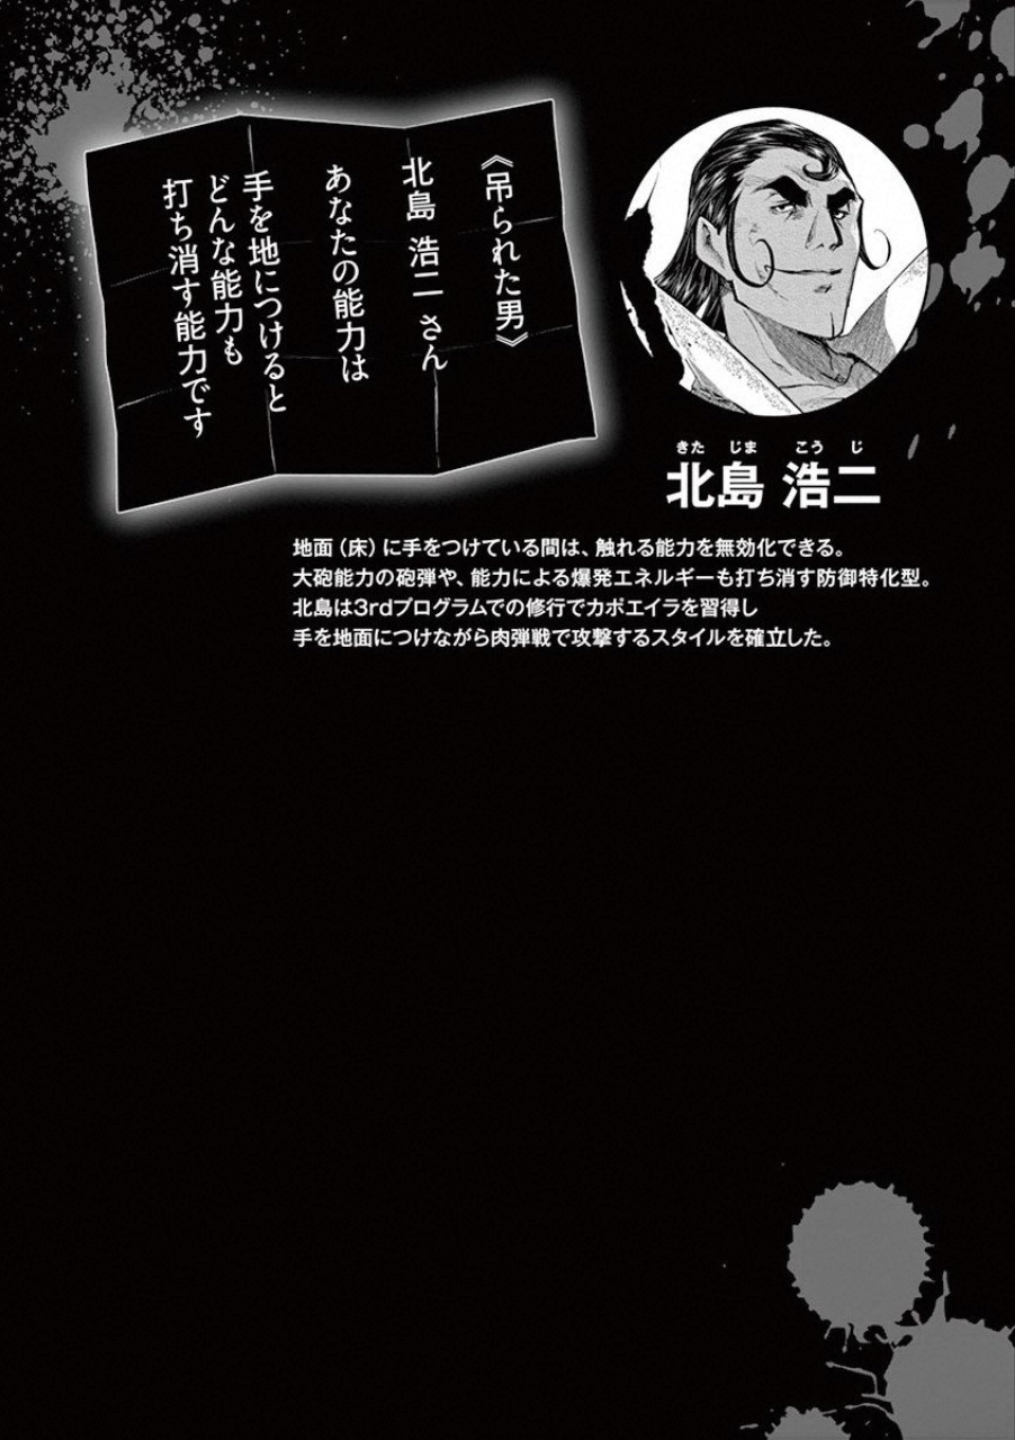 《吊られた男》
北島 浩二さん
あなたの能力は
手を地につけると
どんな能力も
打ち消す能力です
きた じま こう じ
北島 浩二
地面（床）に手をつけている間は、触れる能力を無効化できる。
大砲能力の砲弾や、能力による爆発エネルギーも打ち消す防御特化型。
北島は3rdプログラムでの修行でカポエイラを習得し
手を地面につけながら肉弾戦で攻撃するスタイルを確立した。